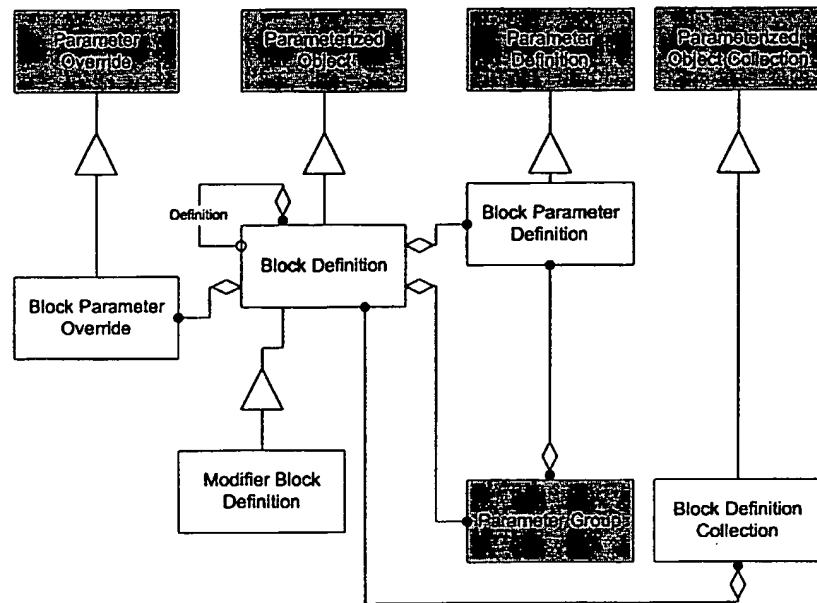 Parameter
Override
Parameterized
Object
Parameter
Definition
Parameterized
Object Collection
Definition
Block Parameter
Definition
Block Definition
Block Parameter
Override
Modifier Block
Definition
Parameter Group
Block Definition
Collection